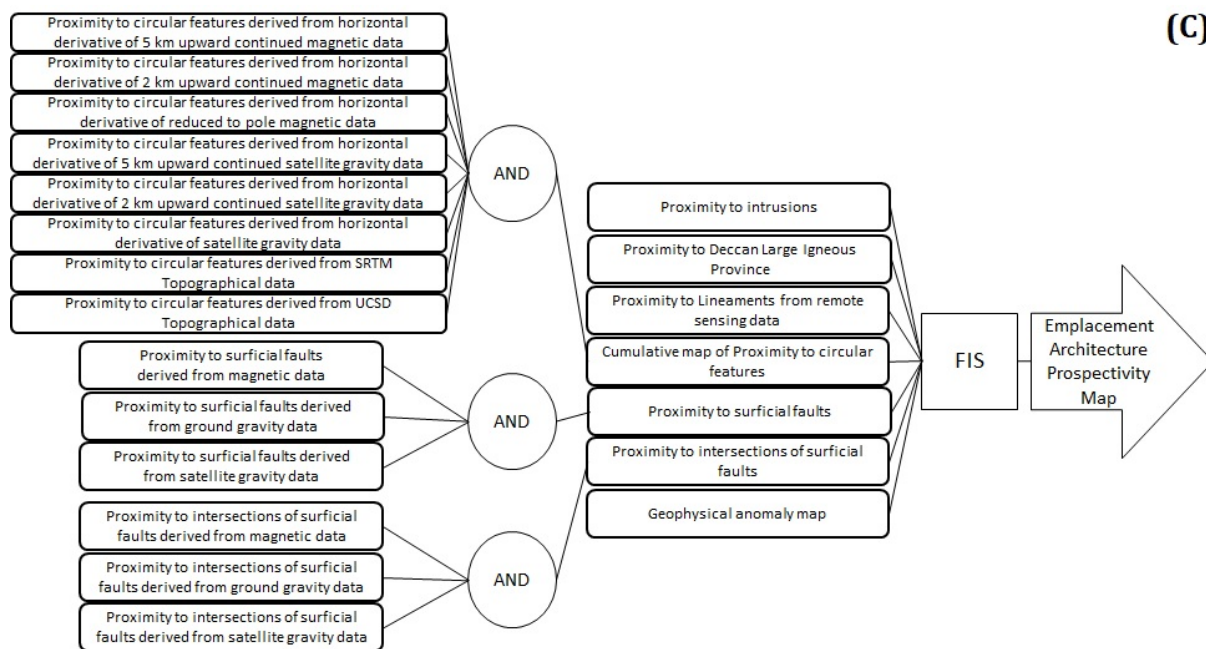 (C)
Proximity to circular features derived from horizontal
derivative of 5 km upward continued magnetic data
Proximity to circular features derived from horizontal
derivative of 2 km upward continued magnetic data
Proximity to circular features derived from horizontal
derivative of reduced to pole magnetic data
Proximity to circular features derived from horizontal
derivative of 5 km upward continued satellite gravity data
Proximity to circular features derived from horizontal
derivative of 2 km upward continued satellite gravity data
Proximity to circular features derived from horizontal
derivative of satellite gravity data
Proximity to circular features derived from SRTM
Topographical data
Proximity to circular features derived from UCSD
Topographical data
AND
Proximity to surficial faults
derived from magnetic data
Proximity to surficial faults derived
from ground gravity data
Proximity to surficial faults derived
from satellite gravity data
AND
Proximity to intersections of surficial
faults derived from magnetic data
Proximity to intersections of surficial
faults derived from ground gravity data
Proximity to intersections of surficial
faults derived from satellite gravity data
AND
Proximity to intrusions
Proximity to Deccan Large Igneous
Province
Proximity to Lineaments from remote
sensing data
Cumulative map of Proximity to circular
features
Proximity to surficial faults
Proximity to intersections of surficial
faults
Geophysical anomaly map
FIS
Emplacement
Architecture
Prospectivity
Map